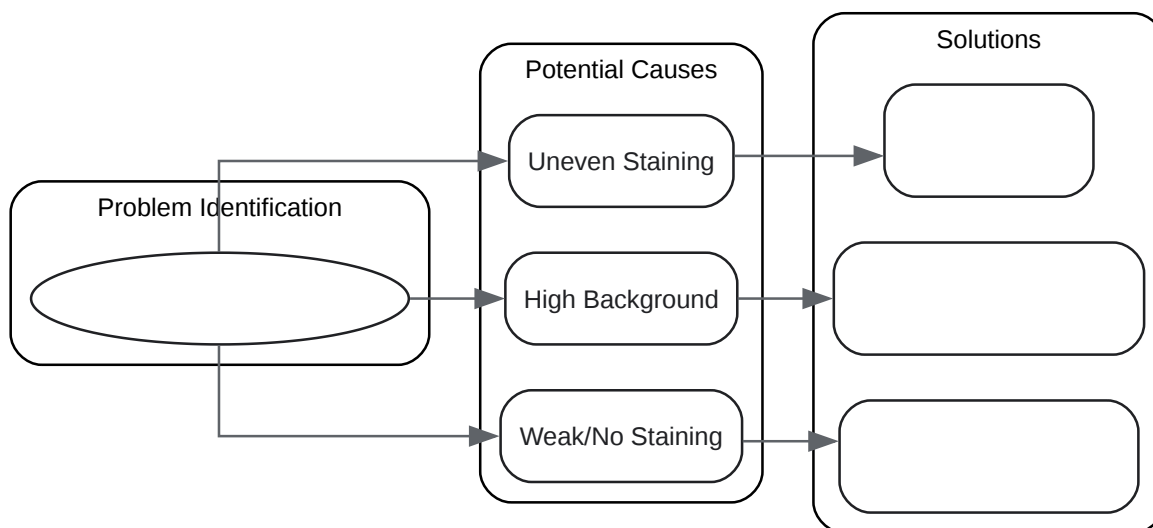 Solutions
Potential Causes
Uneven Staining
Problem Identification
High Background
Weak/No Staining